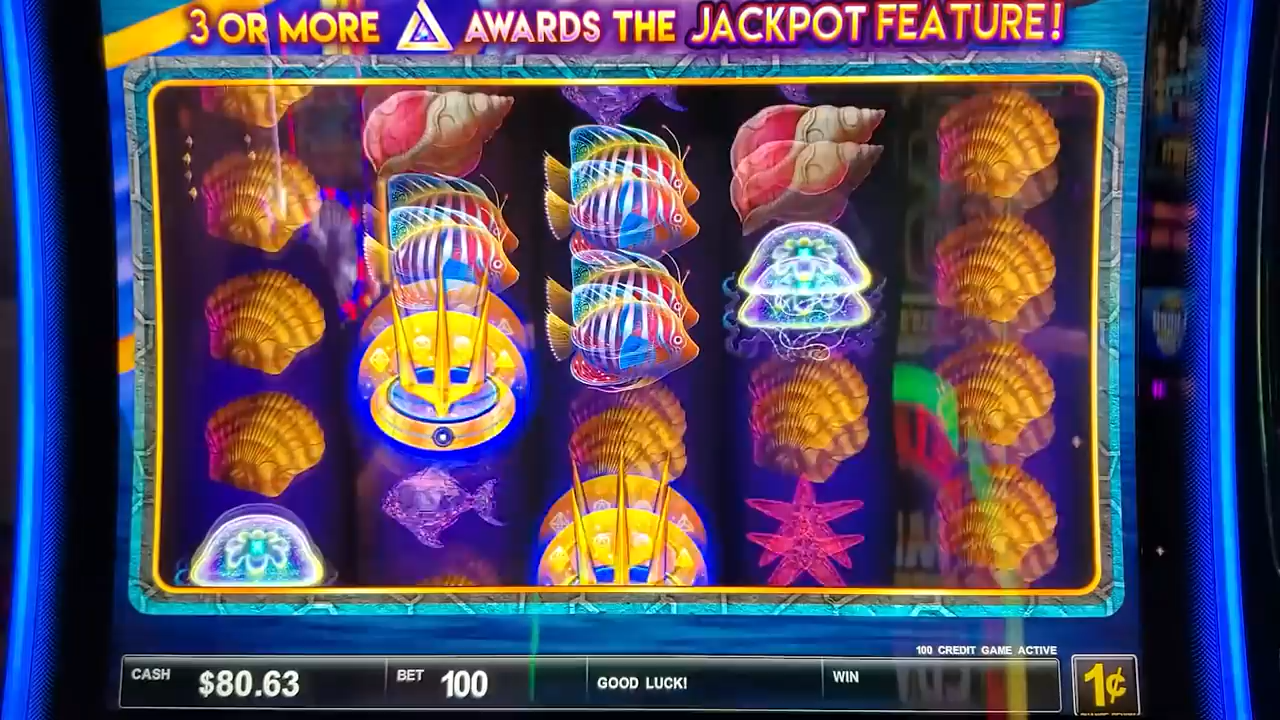 3 OR MORE AWARDS THE JACKPOT FEATURE!
100 CREDIT GAME ACTIVE
CASH $80.63 BET 100 GOOD LUCK! WIN 1¢